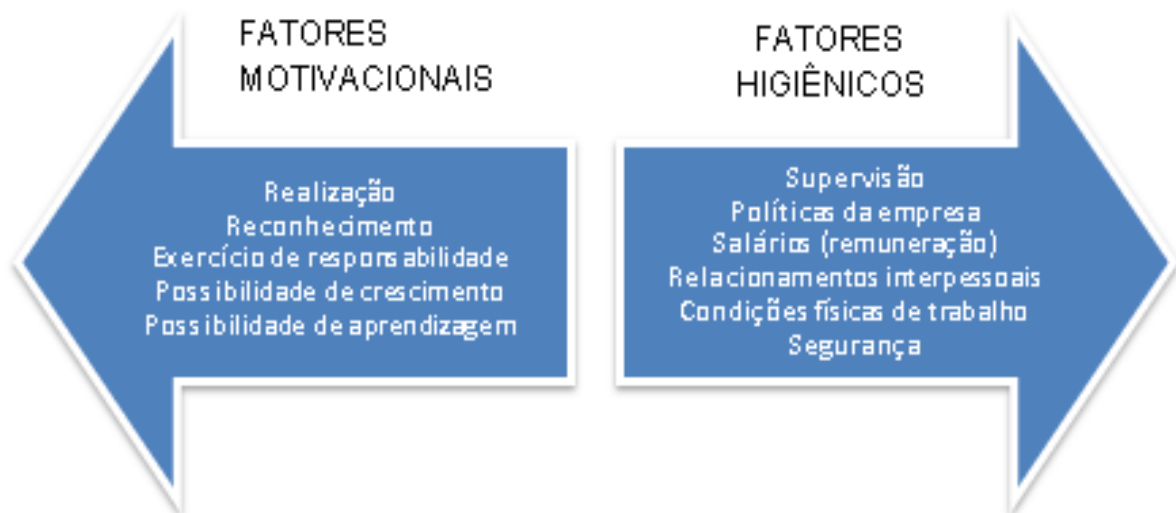 FATORES
MOTIVACIONAIS
Realização
Reconhecimento
Exercício de responsabilidade
Possibilidade de crescimento
Possibilidade de aprendizagem
FATORES
HIGIÊNICOS
Supervisão
Políticas da empresa
Salários (remuneração)
Relacionamentos interpessoais
Condições físicas de trabalho
Segurança